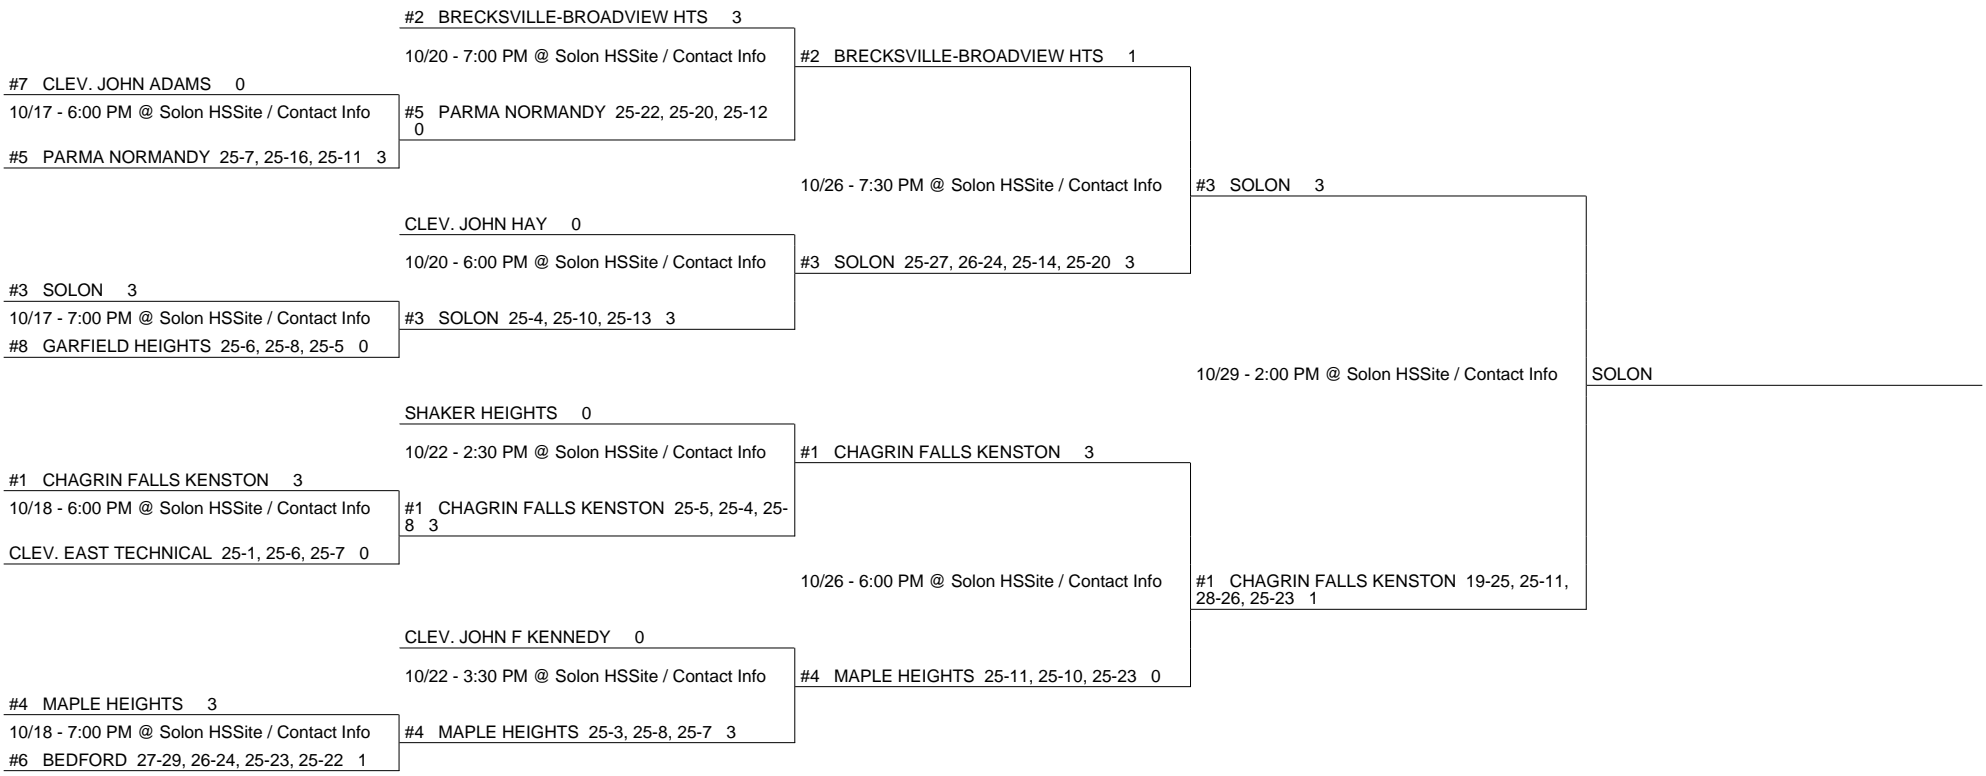 #2 BRECKSVILLE-BROADVIEW HTS 3
10/20 - 7:00 PM @ Solon HSSite / Contact Info
#2 BRECKSVILLE-BROADVIEW HTS 1
#7 CLEV. JOHN ADAMS 0
10/17 - 6:00 PM @ Solon HSSite / Contact Info
#5 PARMA NORMANDY 25-22, 25-20, 25-12
0
#5 PARMA NORMANDY 25-7, 25-16, 25-11 3
10/26 - 7:30 PM @ Solon HSSite / Contact Info
#3 SOLON 3
CLEV. JOHN HAY 0
10/20 - 6:00 PM @ Solon HSSite / Contact Info
#3 SOLON 25-27, 26-24, 25-14, 25-20 3
#3 SOLON 3
10/17 - 7:00 PM @ Solon HSSite / Contact Info
#3 SOLON 25-4, 25-10, 25-13 3
#8 GARFIELD HEIGHTS 25-6, 25-8, 25-5 0
10/29 - 2:00 PM @ Solon HSSite / Contact Info
SOLON
SHAKER HEIGHTS 0
10/22 - 2:30 PM @ Solon HSSite / Contact Info
#1 CHAGRIN FALLS KENSTON 3
#1 CHAGRIN FALLS KENSTON 3
10/18 - 6:00 PM @ Solon HSSite / Contact Info
#1 CHAGRIN FALLS KENSTON 25-5, 25-4, 25-
8 3
CLEV. EAST TECHNICAL 25-1, 25-6, 25-7 0
10/26 - 6:00 PM @ Solon HSSite / Contact Info
#1 CHAGRIN FALLS KENSTON 19-25, 25-11,
28-26, 25-23 1
CLEV. JOHN F KENNEDY 0
10/22 - 3:30 PM @ Solon HSSite / Contact Info
#4 MAPLE HEIGHTS 25-11, 25-10, 25-23 0
#4 MAPLE HEIGHTS 3
10/18 - 7:00 PM @ Solon HSSite / Contact Info
#4 MAPLE HEIGHTS 25-3, 25-8, 25-7 3
#6 BEDFORD 27-29, 26-24, 25-23, 25-22 1